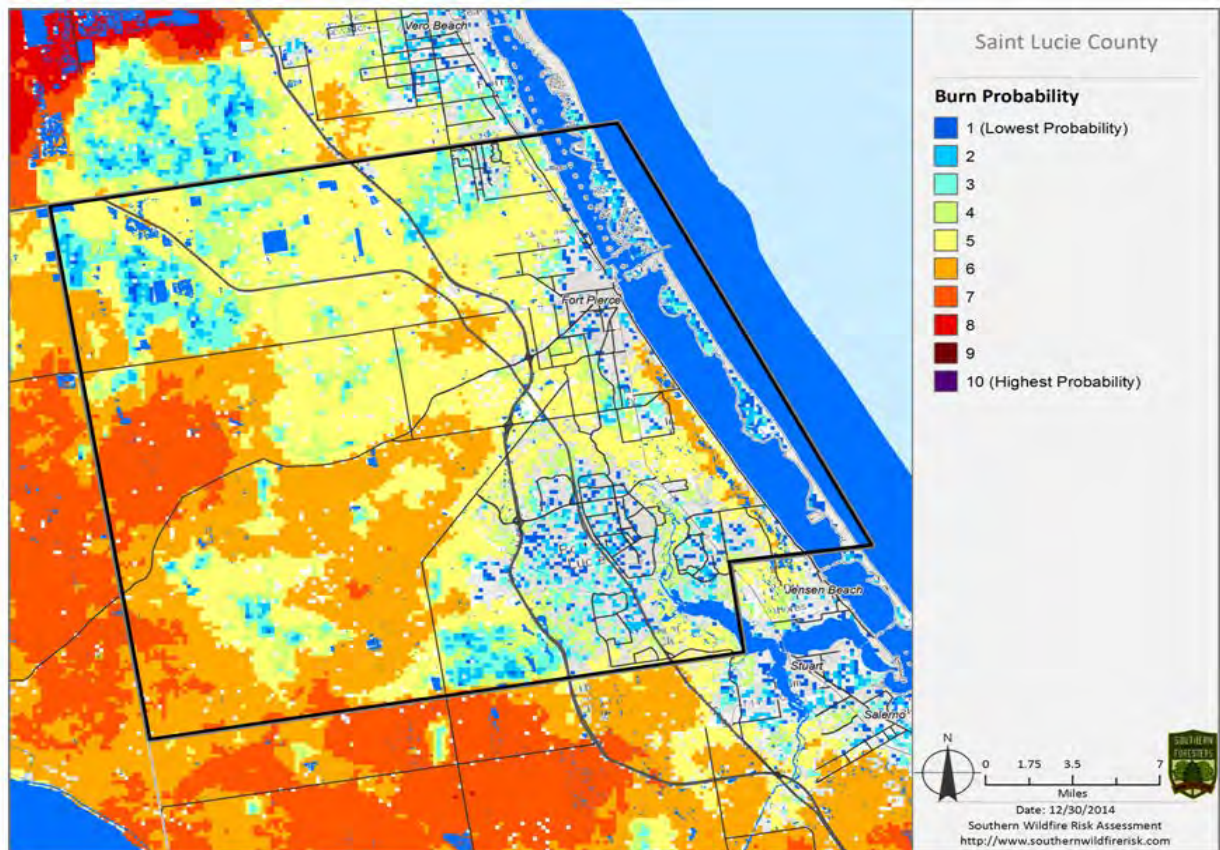 Vero Beach
Fort Pierce
Jensen Beach
Stuart
Salerno
Saint Lucie County
Burn Probability
1 (Lowest Probability)
2
3
4
5
6
7
8
9
10 (Highest Probability)
N
0 1.75 3.5 7
Miles
Date: 12/30/2014
Southern Wildfire Risk Assessment
http://www.southernwildfirerisk.com
SOUTHERN
FORESTERS